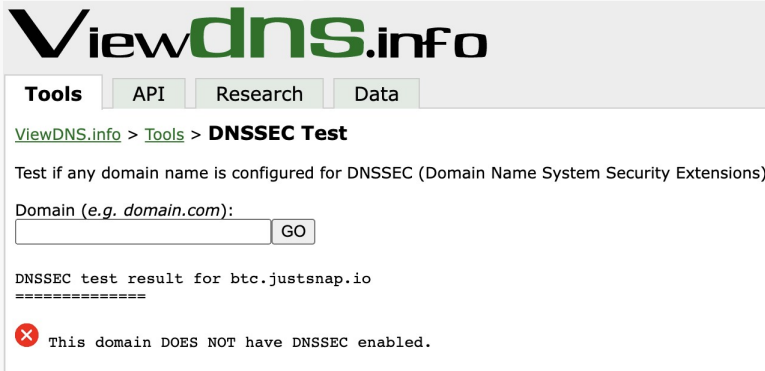 Viewdns.info
Tools API Research Data
ViewDNS.info > Tools > DNSSEC Test
Test if any domain name is configured for DNSSEC (Domain Name System Security Extensions)
Domain (e.g. domain.com):
GO
DNSSEC test result for btc.justsnap.io
==============
This domain DOES NOT have DNSSEC enabled.